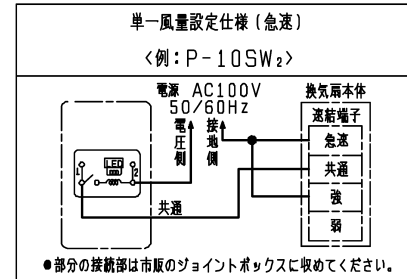 単一風量設定仕様（急速）
〈例：P-10SW₂〉
電源 AC100V
50/60Hz
換気扇本体
電圧側
接地側
速結端子
急速
共通
強
弱
LED
1
2
共通
●部分の接続部は市販のジョイントボックスに収めてください。